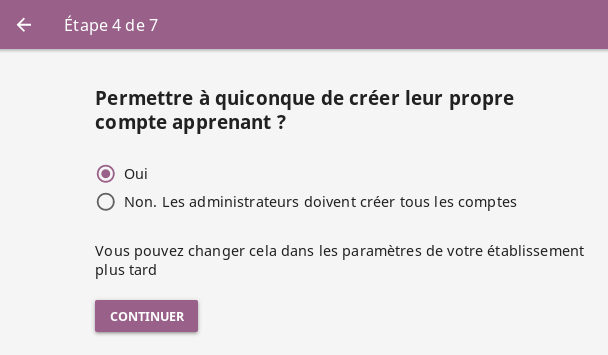 Étape 4 de 7
Permettre à quiconque de créer leur propre
compte apprenant ?
Oui
Non. Les administrateurs doivent créer tous les comptes
Vous pouvez changer cela dans les paramètres de votre établissement
plus tard
CONTINUER